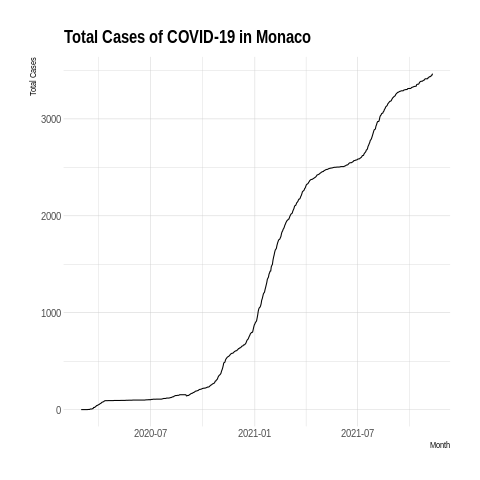 Total Cases of COVID-19 in Monaco
Total Cases
3000
2000
1000
0
2020-07
2021-01
2021-07
Month